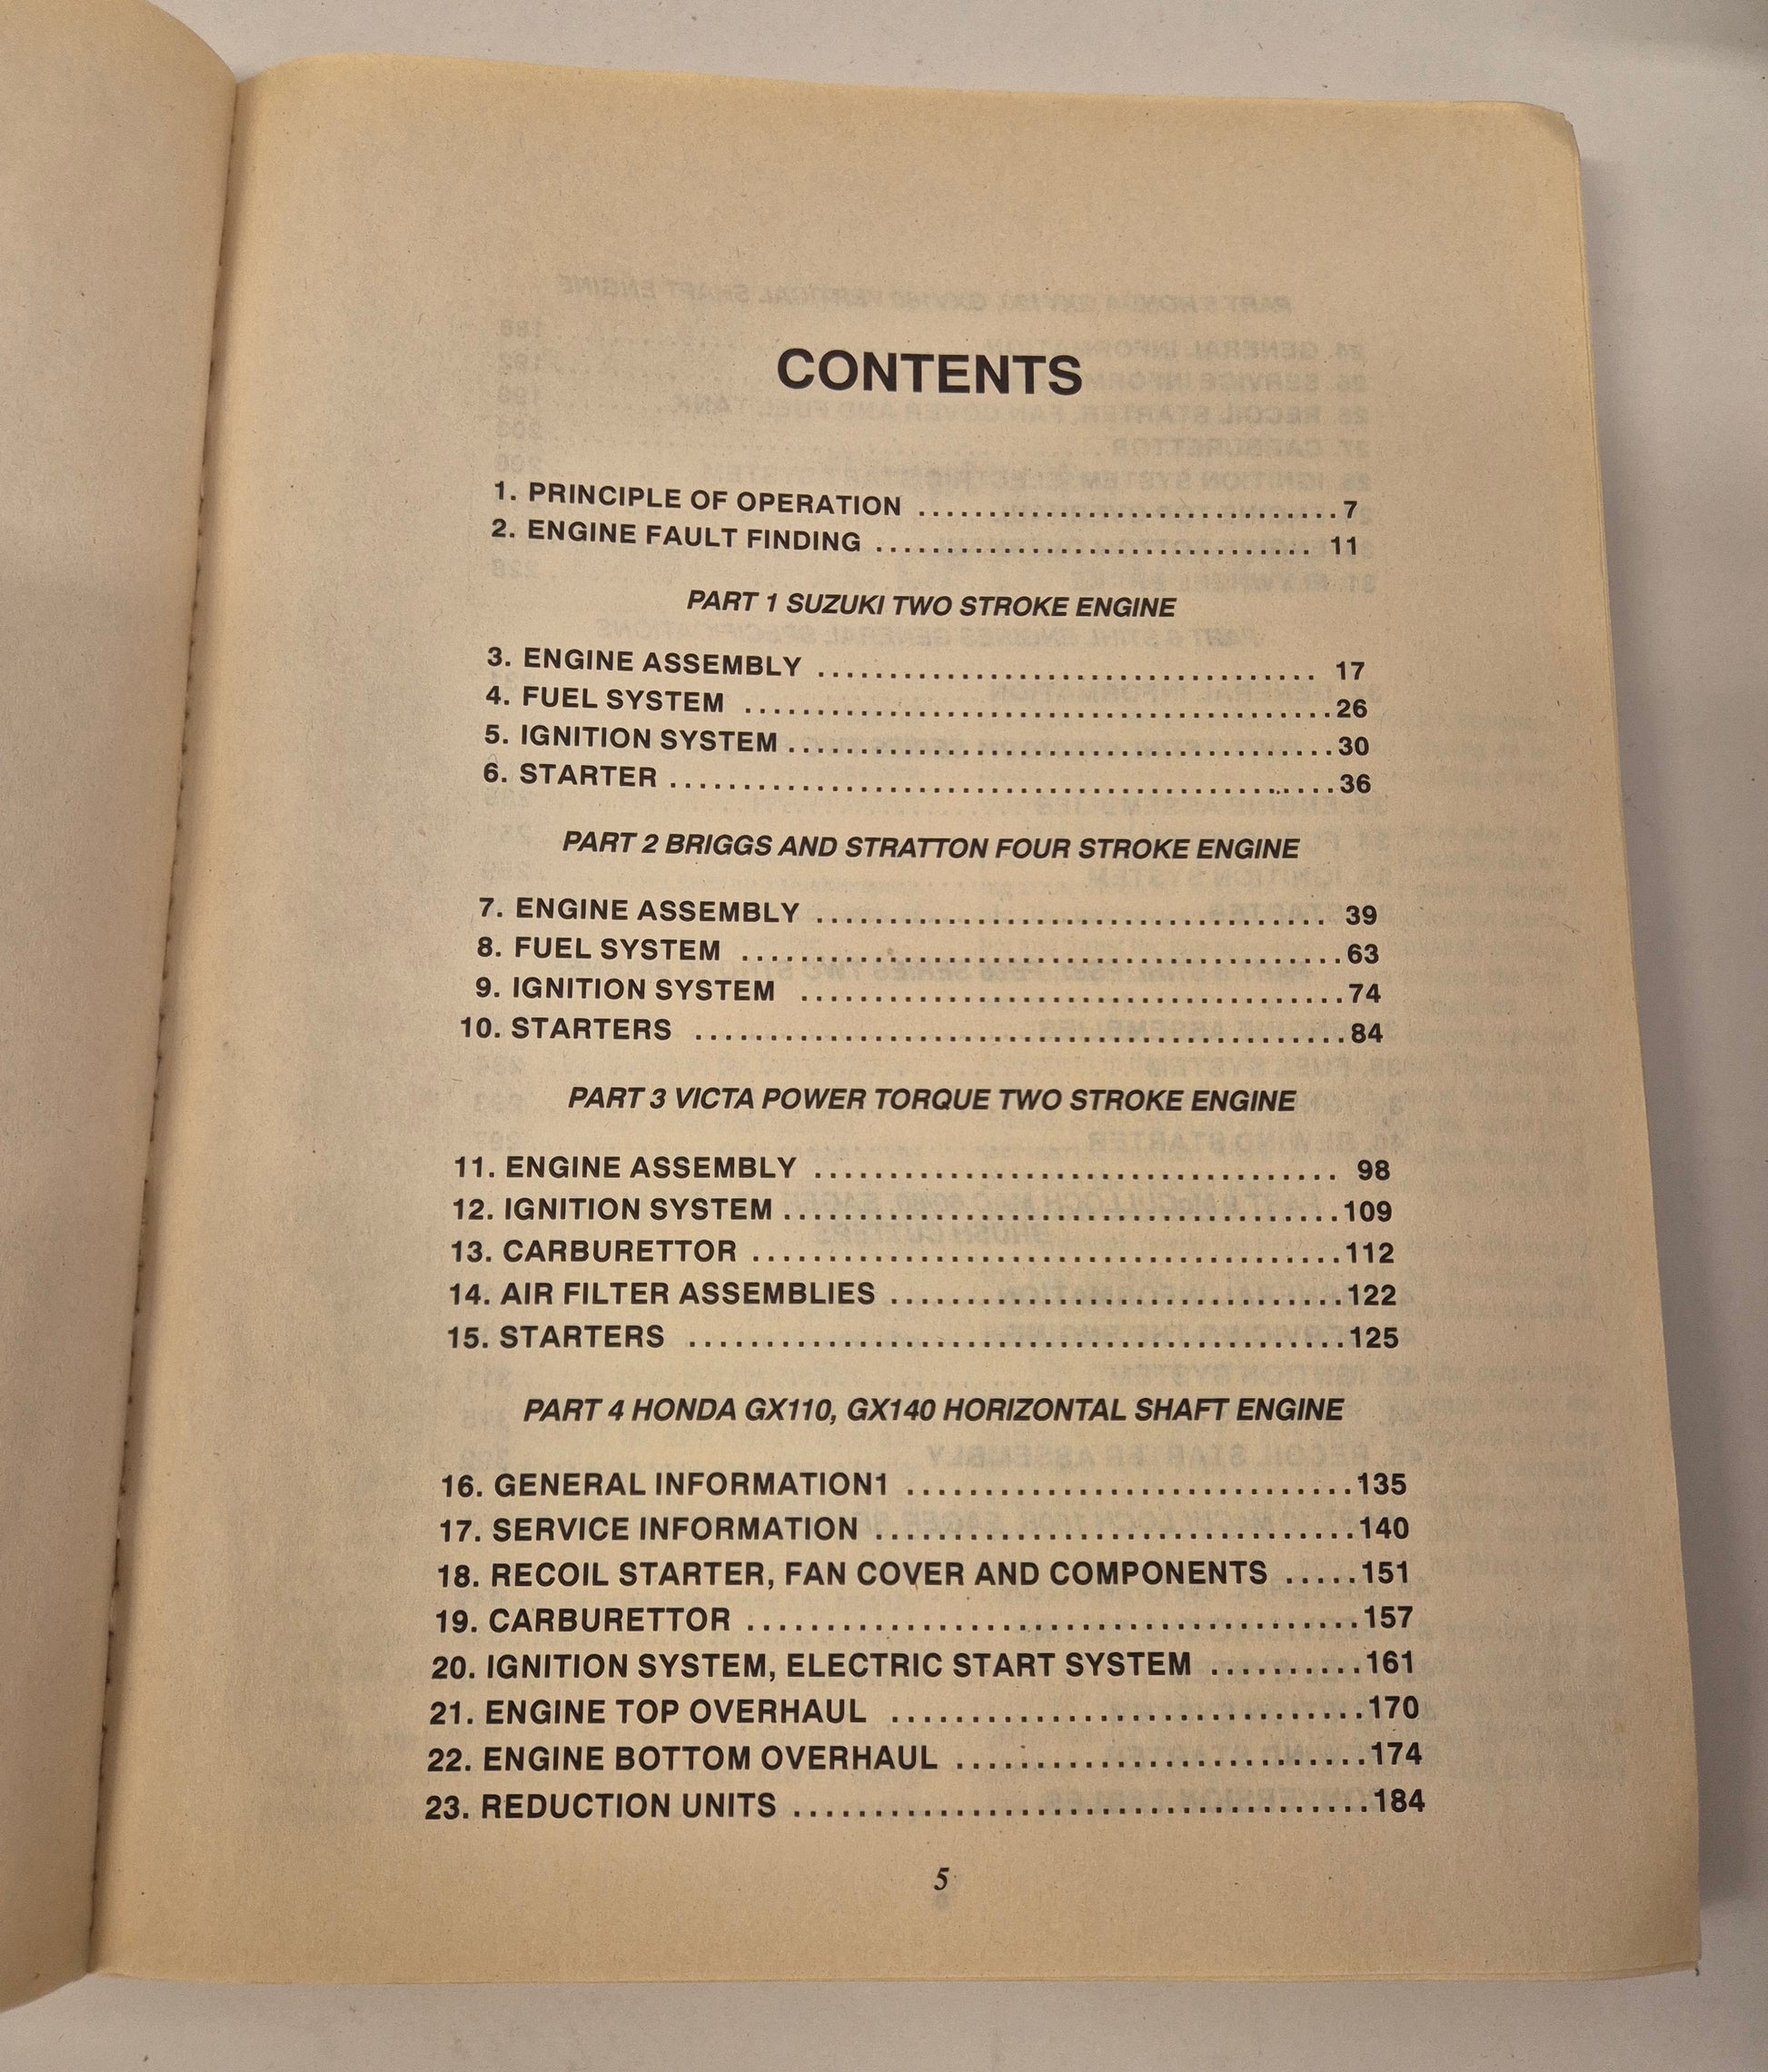 CONTENTS
1. PRINCIPLE OF OPERATION ..............................7
2. ENGINE FAULT FINDING ............................... 11
PART 1 SUZUKI TWO STROKE ENGINE
3. ENGINE ASSEMBLY .................................. 17
4. FUEL SYSTEM ........................................26
5. IGNITION SYSTEM .....................................30
6. STARTER .............................................36
PART 2 BRIGGS AND STRATTON FOUR STROKE ENGINE
7. ENGINE ASSEMBLY .................................. 39
8. FUEL SYSTEM ........................................63
9. IGNITION SYSTEM ....................................74
10. STARTERS ...........................................84
PART 3 VICTA POWER TORQUE TWO STROKE ENGINE
11. ENGINE ASSEMBLY ................................... 98
12. IGNITION SYSTEM .....................................109
13. CARBURETTOR .......................................112
14. AIR FILTER ASSEMBLIES ..............................122
15. STARTERS ...........................................125
PART 4 HONDA GX110, GX140 HORIZONTAL SHAFT ENGINE
16. GENERAL INFORMATION1 .............................135
17. SERVICE INFORMATION ...............................140
18. RECOIL STARTER, FAN COVER AND COMPONENTS .....151
19. CARBURETTOR .......................................157
20. IGNITION SYSTEM, ELECTRIC START SYSTEM ..........161
21. ENGINE TOP OVERHAUL ..............................170
22. ENGINE BOTTOM OVERHAUL ..........................174
23. REDUCTION UNITS ....................................184
5